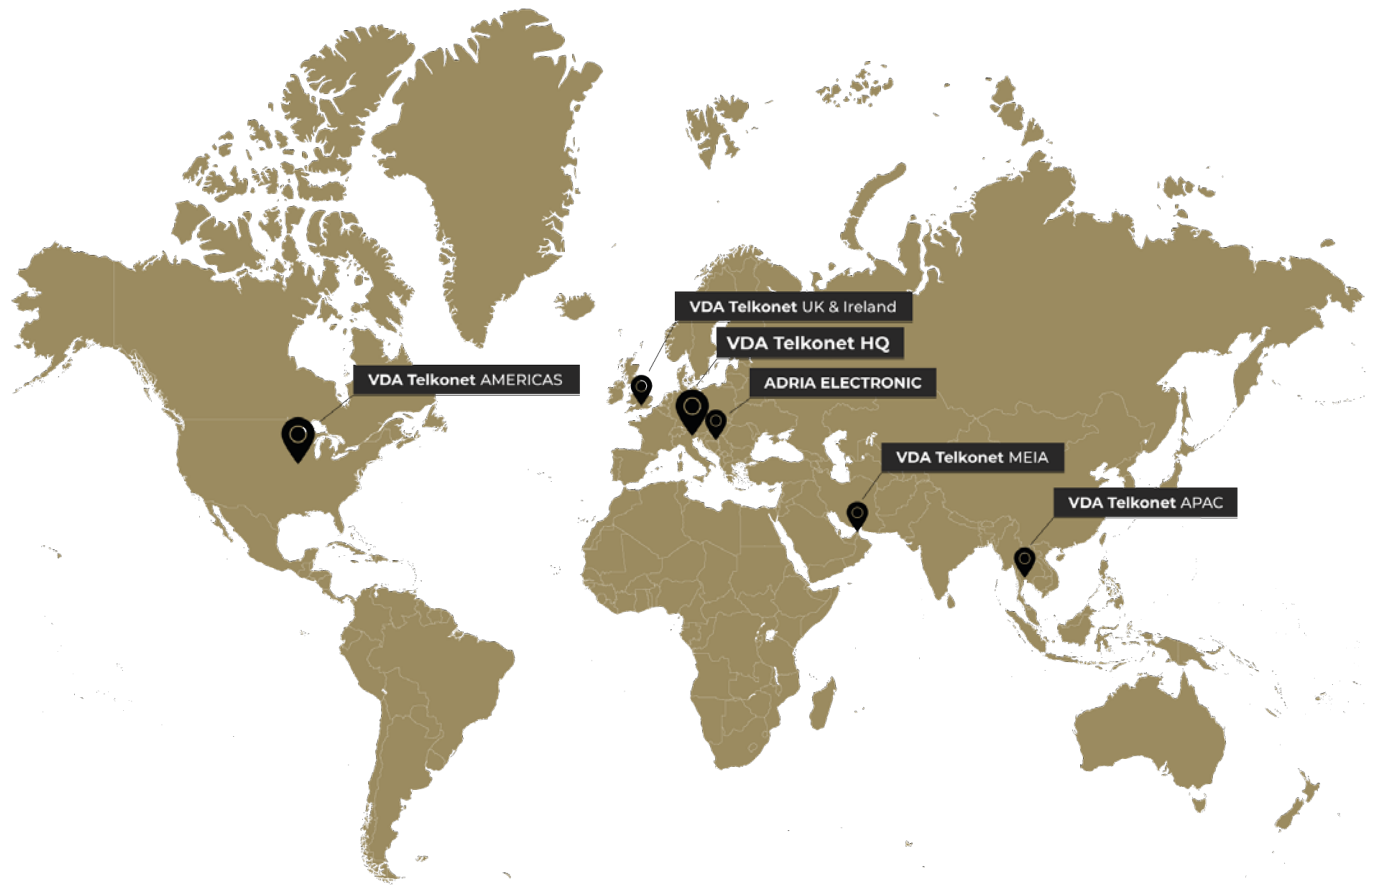 VDA Telkonet UK & Ireland
VDA Telkonet HQ
VDA Telkonet AMERICAS
ADRIA ELECTRONIC
VDA Telkonet MEIA
VDA Telkonet APAC